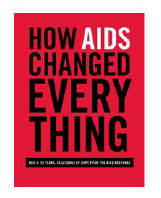 HOW AIDS
CHANGED
EVERY
THING
MDG 6: 15 YEARS, 15 LESSONS OF HOPE FROM THE AIDS RESPONSE